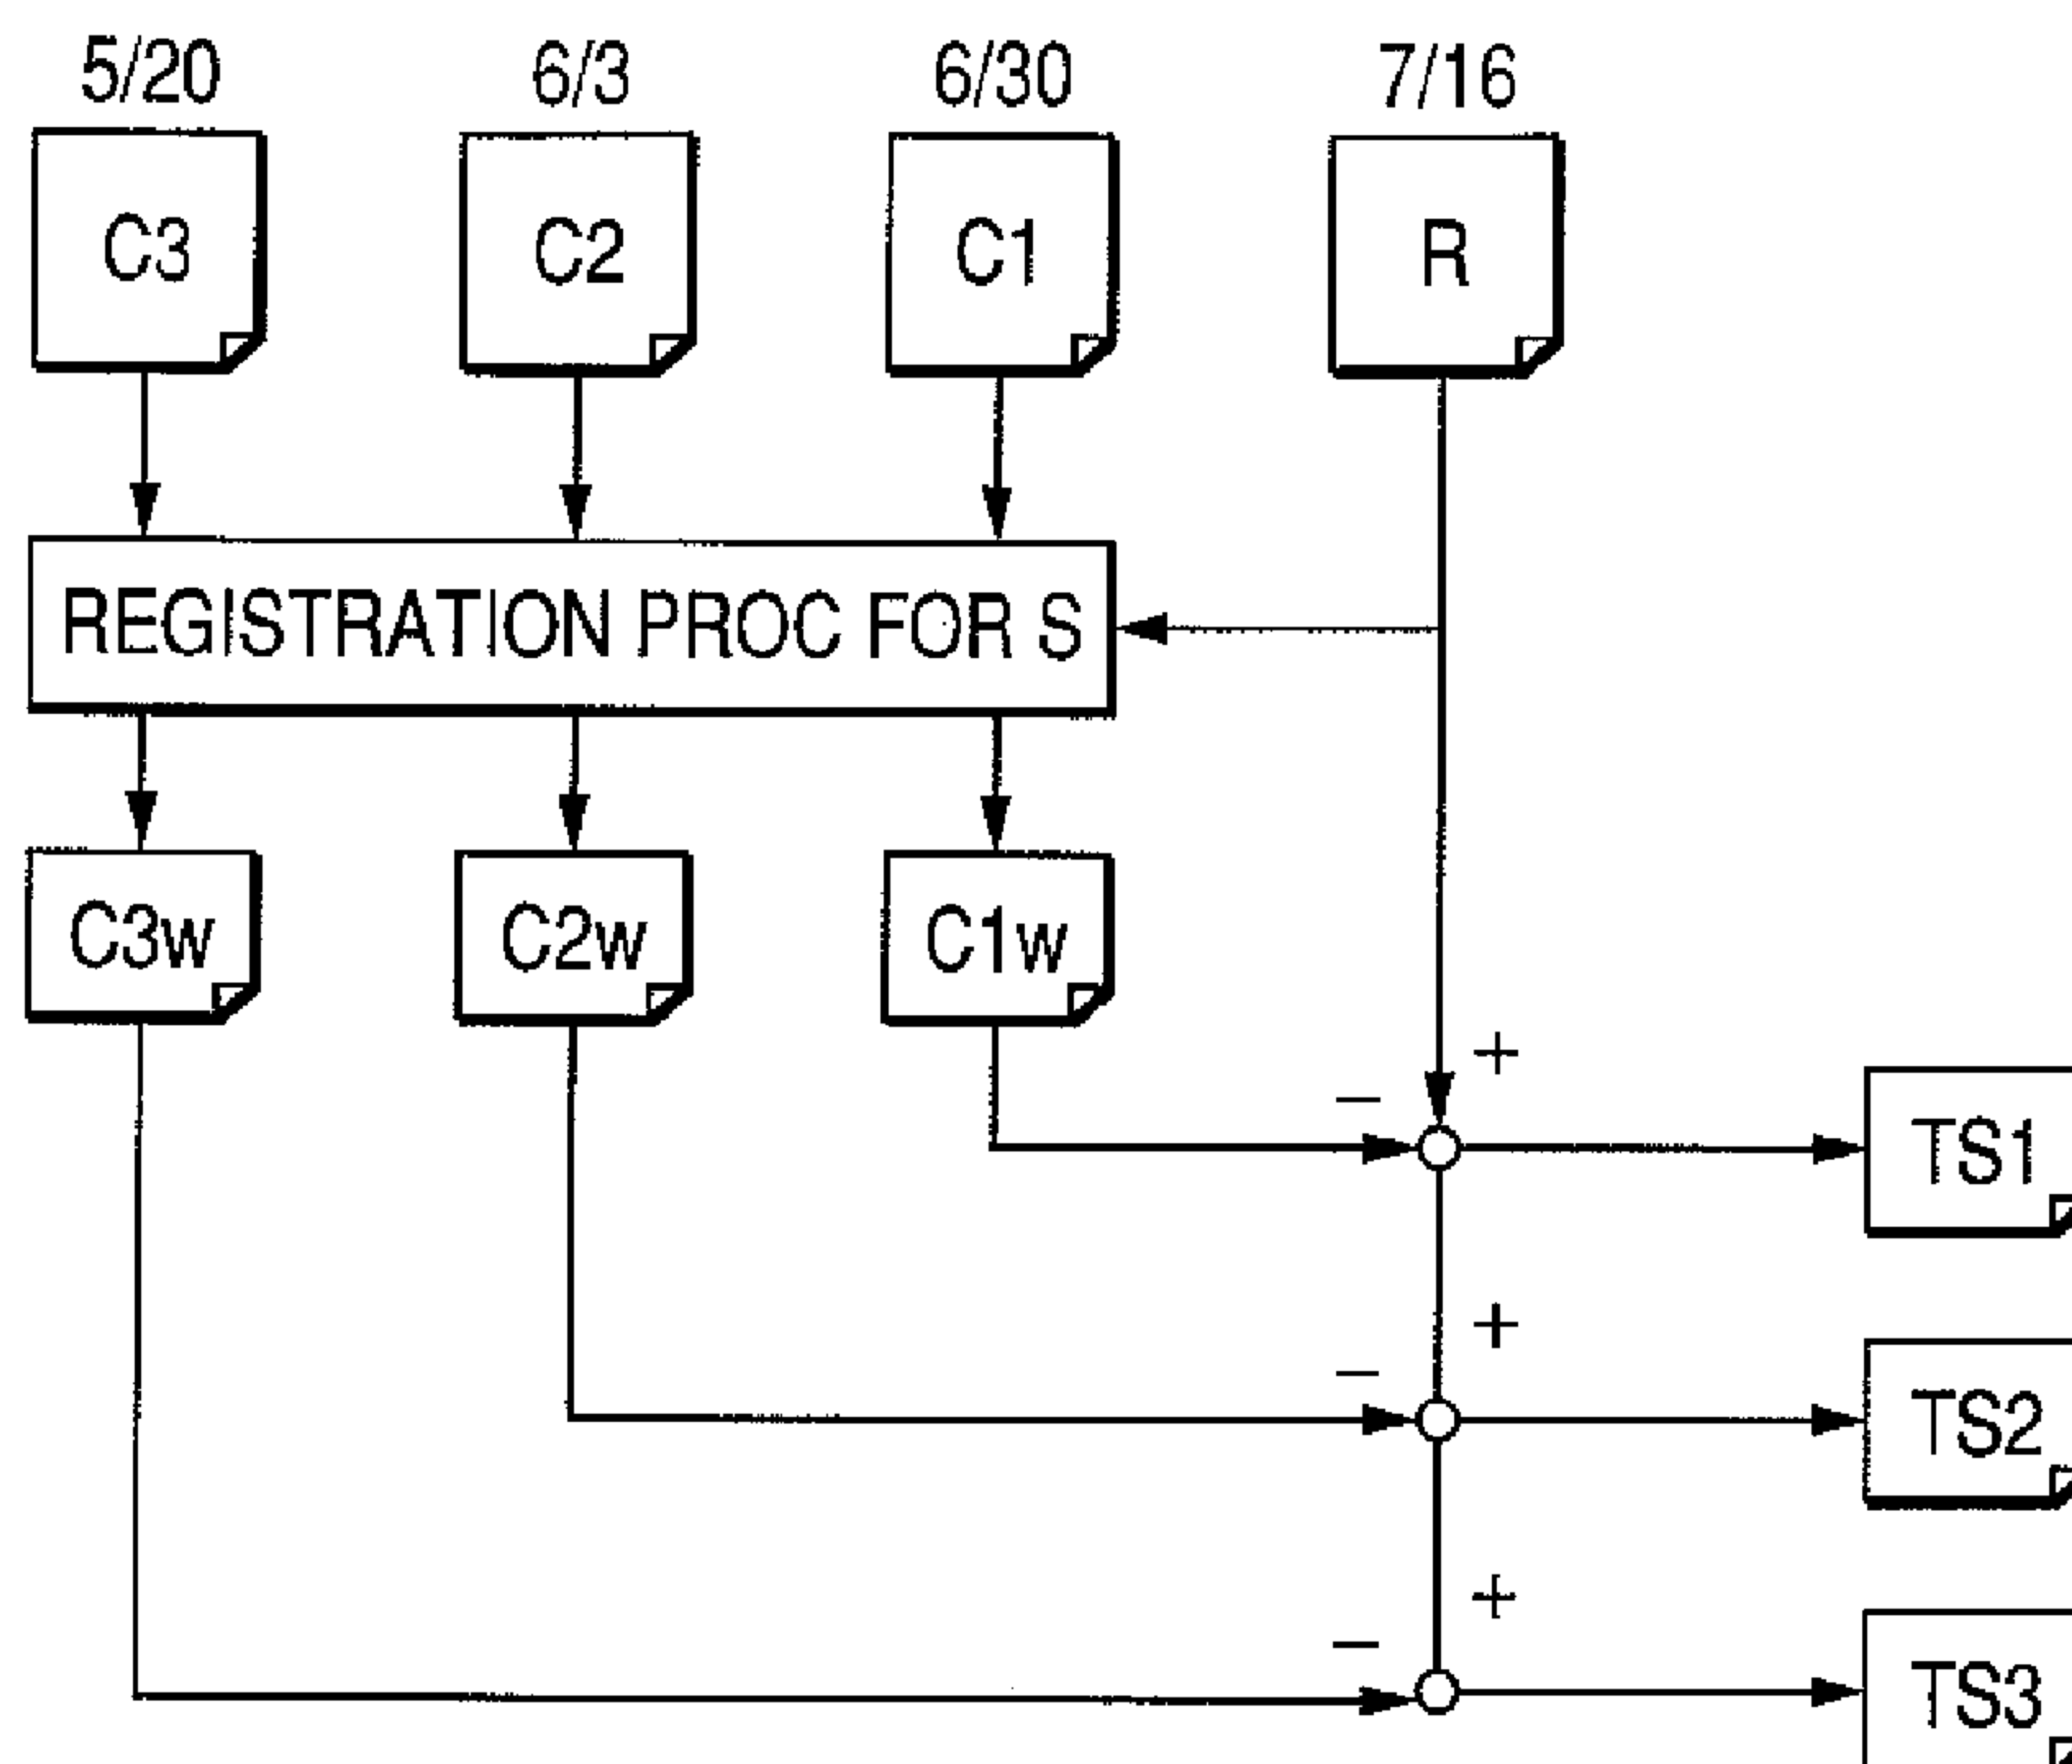 5/20 6/3 6/30 7/16
C3 C2 C1 R
REGISTRATION PROC FOR S
C3w C2w C1w
+
−
TS1
+
−
TS2
+
−
TS3